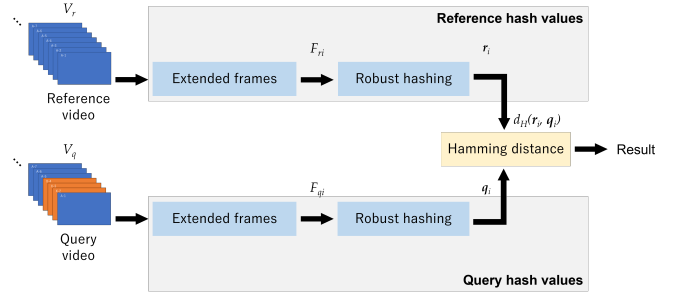 V_r
Reference hash values
F_ri
r_i
Extended frames
Robust hashing
Reference
video
d_H(r_i, q_i)
Hamming distance
Result
V_q
F_qi
q_i
Extended frames
Robust hashing
Query
video
Query hash values